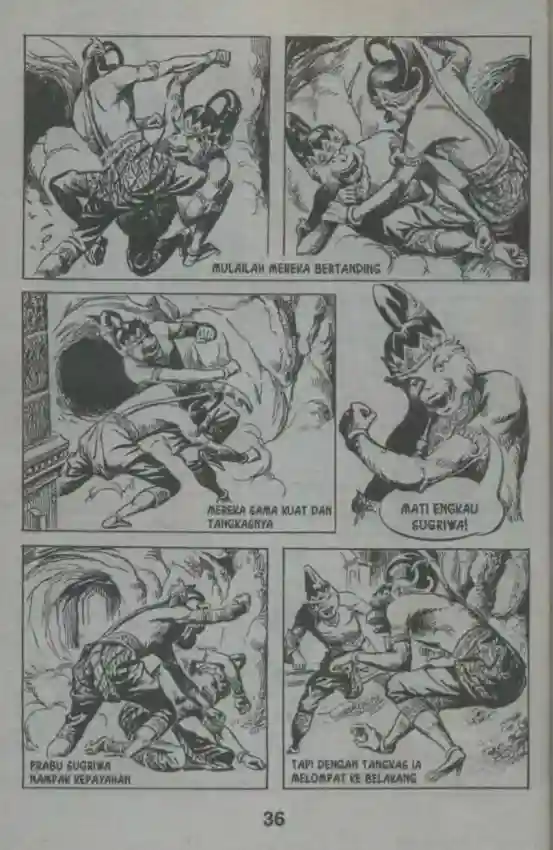 MULAILAH MEREKA BERTANDING
MEREKA SAMA KUAT DAN
TANGKASNYA
MATI ENGKAU
SUGRIWA!
PRABU SUGRIWA
NAMPAK KEPAYAHAN
TAPI DENGAN TANGKAS IA
MELOMPAT KE BELAKANG
36